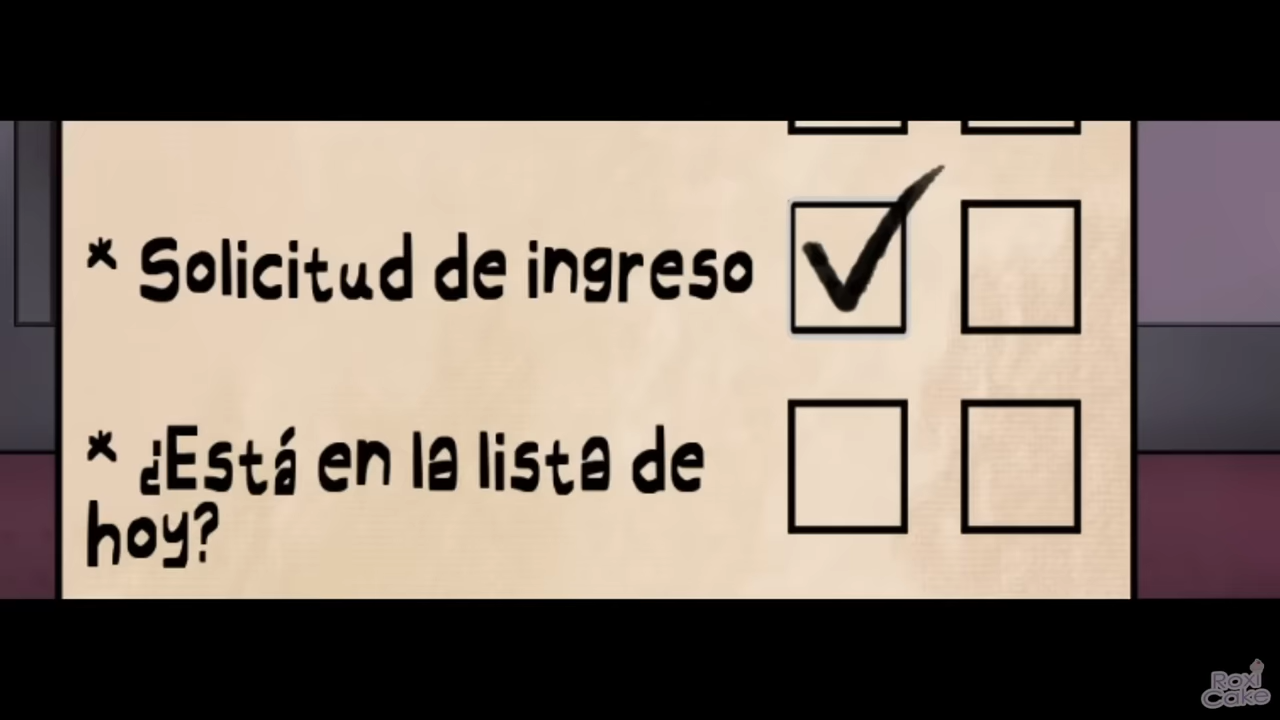 * Solicitud de ingreso
* ¿Está en la lista de
hoy?
Roxi
Cake